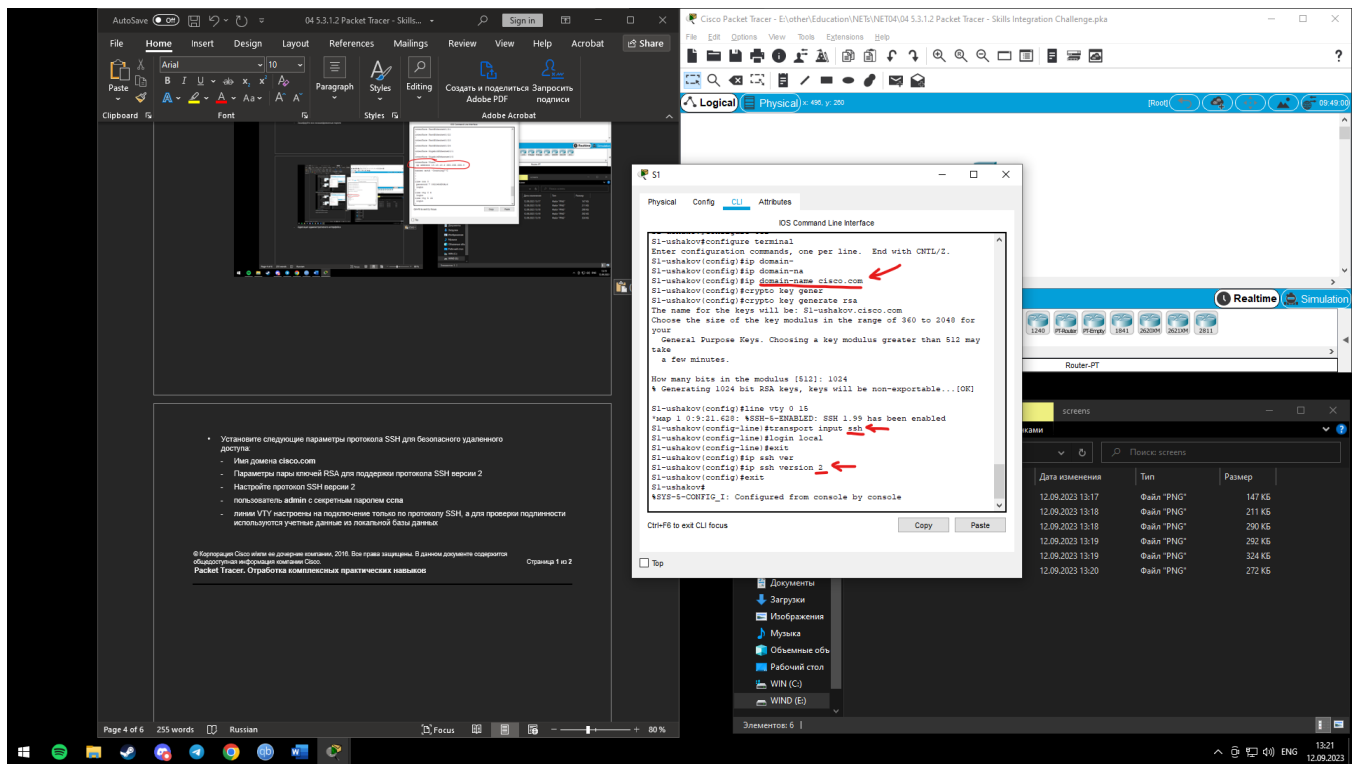 AutoSave
04 5.3.1.2 Packet Tracer - Skills...
Sign in
File Home Insert Design Layout References Mailings Review View Help Acrobat Share
Paste
Arial 10
Paragraph
Styles
Editing
Создать и поделиться Adobe PDF
Запросить подписи
Clipboard Font Styles Adobe Acrobat
• Установите следующие параметры протокола SSH для безопасного удаленного
доступа:
- Имя домена cisco.com
- Параметры пары ключей RSA для поддержки протокола SSH версии 2
- Настройте протокол SSH версии 2
- пользователь admin с секретным паролем ccna
- линии VTY настроены на подключение только по протоколу SSH, а для проверки подлинности
используются учетные данные из локальной базы данных
© Корпорация Cisco и/или ее дочерние компании, 2016. Все права защищены. В данном документе содержится
общедоступная информация компании Cisco. Страница 1 из 2
Packet Tracer. Отработка комплексных практических навыков
Page 4 of 6 255 words Russian Focus 80 %
Cisco Packet Tracer - E:\other\Education\NETs\NET04\04 5.3.1.2 Packet Tracer - Skills Integration Challenge.pka
File Edit Options View Tools Extensions Help
Logical Physical x: 496, y: 260 [Root] 09:49:00
S1
Physical Config CLI Attributes
IOS Command Line Interface
S1-ushakov#configure terminal
Enter configuration commands, one per line. End with CNTL/Z.
S1-ushakov(config)#ip domain-
S1-ushakov(config)#ip domain-na
S1-ushakov(config)#ip domain-name cisco.com
S1-ushakov(config)#crypto key gener
S1-ushakov(config)#crypto key generate rsa
The name for the keys will be: S1-ushakov.cisco.com
Choose the size of the key modulus in the range of 360 to 2048 for
your
General Purpose Keys. Choosing a key modulus greater than 512 may
take
a few minutes.
How many bits in the modulus [512]: 1024
% Generating 1024 bit RSA keys, keys will be non-exportable...[OK]
S1-ushakov(config)#line vty 0 15
*мар 1 0:9:21.628: %SSH-5-ENABLED: SSH 1.99 has been enabled
S1-ushakov(config-line)#transport input ssh
S1-ushakov(config-line)#login local
S1-ushakov(config-line)#exit
S1-ushakov(config)#ip ssh ver
S1-ushakov(config)#ip ssh version 2
S1-ushakov(config)#exit
S1-ushakov#
%SYS-5-CONFIG_I: Configured from console by console
Ctrl+F6 to exit CLI focus
Copy Paste
Top
Realtime Simulation
1240 PT-Router PT-Empty 1841 2620XM 2621XM 2811
Router-PT
screens
Поиск: screens
Дата изменения Тип Размер
12.09.2023 13:17 Файл "PNG" 147 КБ
12.09.2023 13:18 Файл "PNG" 211 КБ
12.09.2023 13:18 Файл "PNG" 290 КБ
12.09.2023 13:19 Файл "PNG" 292 КБ
12.09.2023 13:19 Файл "PNG" 324 КБ
12.09.2023 13:20 Файл "PNG" 272 КБ
Документы
Загрузки
Изображения
Музыка
Объемные объ
Рабочий стол
WIN (C:)
WIND (E:)
Элементов: 6
ENG
13:21
12.09.2023